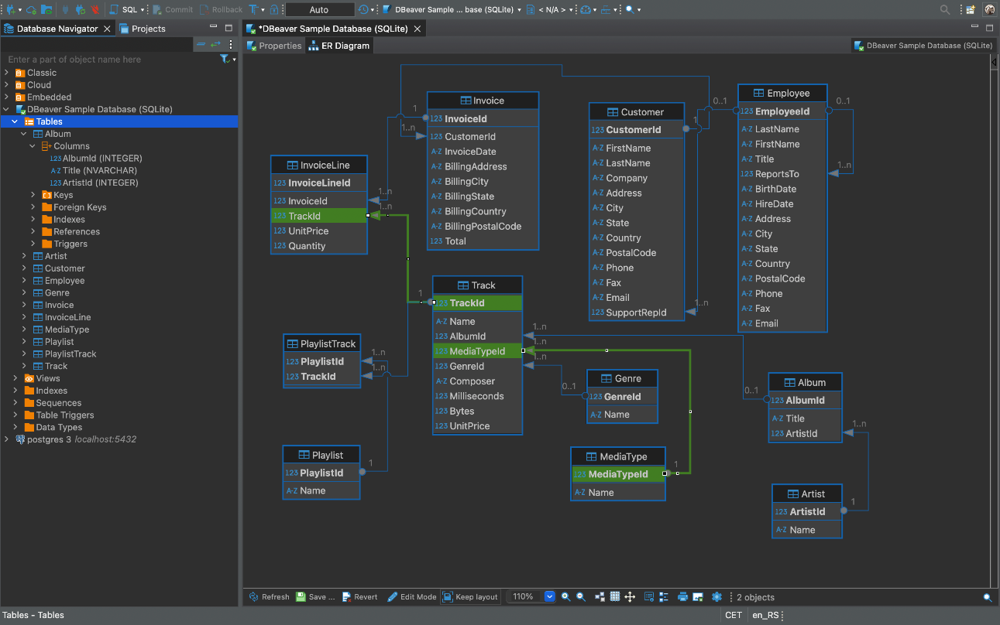 SQL
Commit
Rollback
Auto
DBeaver Sample ... base (SQLite)
< N/A >
Database Navigator
Projects
*DBeaver Sample Database (SQLite)
Properties
ER Diagram
DBeaver Sample Database (SQLite)
Enter a part of object name here
Classic
Cloud
Embedded
DBeaver Sample Database (SQLite)
Tables
Album
Columns
123 AlbumId (INTEGER)
A-Z Title (NVARCHAR)
123 ArtistId (INTEGER)
Keys
Foreign Keys
Indexes
References
Triggers
Artist
Customer
Employee
Genre
Invoice
InvoiceLine
MediaType
Playlist
PlaylistTrack
Track
Views
Indexes
Sequences
Table Triggers
Data Types
postgres 3 localhost:5432
InvoiceLine
123 InvoiceLineId
123 InvoiceId
123 TrackId
123 UnitPrice
123 Quantity
1..n
1..n
Invoice
123 InvoiceId
123 CustomerId
A-Z InvoiceDate
A-Z BillingAddress
A-Z BillingCity
A-Z BillingState
A-Z BillingCountry
A-Z BillingPostalCode
123 Total
1
1..n
Customer
123 CustomerId
A-Z FirstName
A-Z LastName
A-Z Company
A-Z Address
A-Z City
A-Z State
A-Z Country
A-Z PostalCode
A-Z Phone
A-Z Fax
A-Z Email
123 SupportRepId
1
1..n
Employee
123 EmployeeId
A-Z LastName
A-Z FirstName
A-Z Title
123 ReportsTo
A-Z BirthDate
A-Z HireDate
A-Z Address
A-Z City
A-Z State
A-Z Country
A-Z PostalCode
A-Z Phone
A-Z Fax
A-Z Email
0..1
0..1
1..n
Track
123 TrackId
A-Z Name
123 AlbumId
123 MediaTypeId
123 GenreId
A-Z Composer
123 Milliseconds
123 Bytes
123 UnitPrice
1
1..n
1..n
1..n
PlaylistTrack
123 PlaylistId
123 TrackId
1..n
1..n
Genre
123 GenreId
A-Z Name
0..1
Album
123 AlbumId
A-Z Title
123 ArtistId
0..1
1..n
Playlist
123 PlaylistId
A-Z Name
1
MediaType
123 MediaTypeId
A-Z Name
1
Artist
123 ArtistId
A-Z Name
1
Refresh
Save ...
Revert
Edit Mode
Keep layout
110%
2 objects
Tables - Tables
CET
en_RS